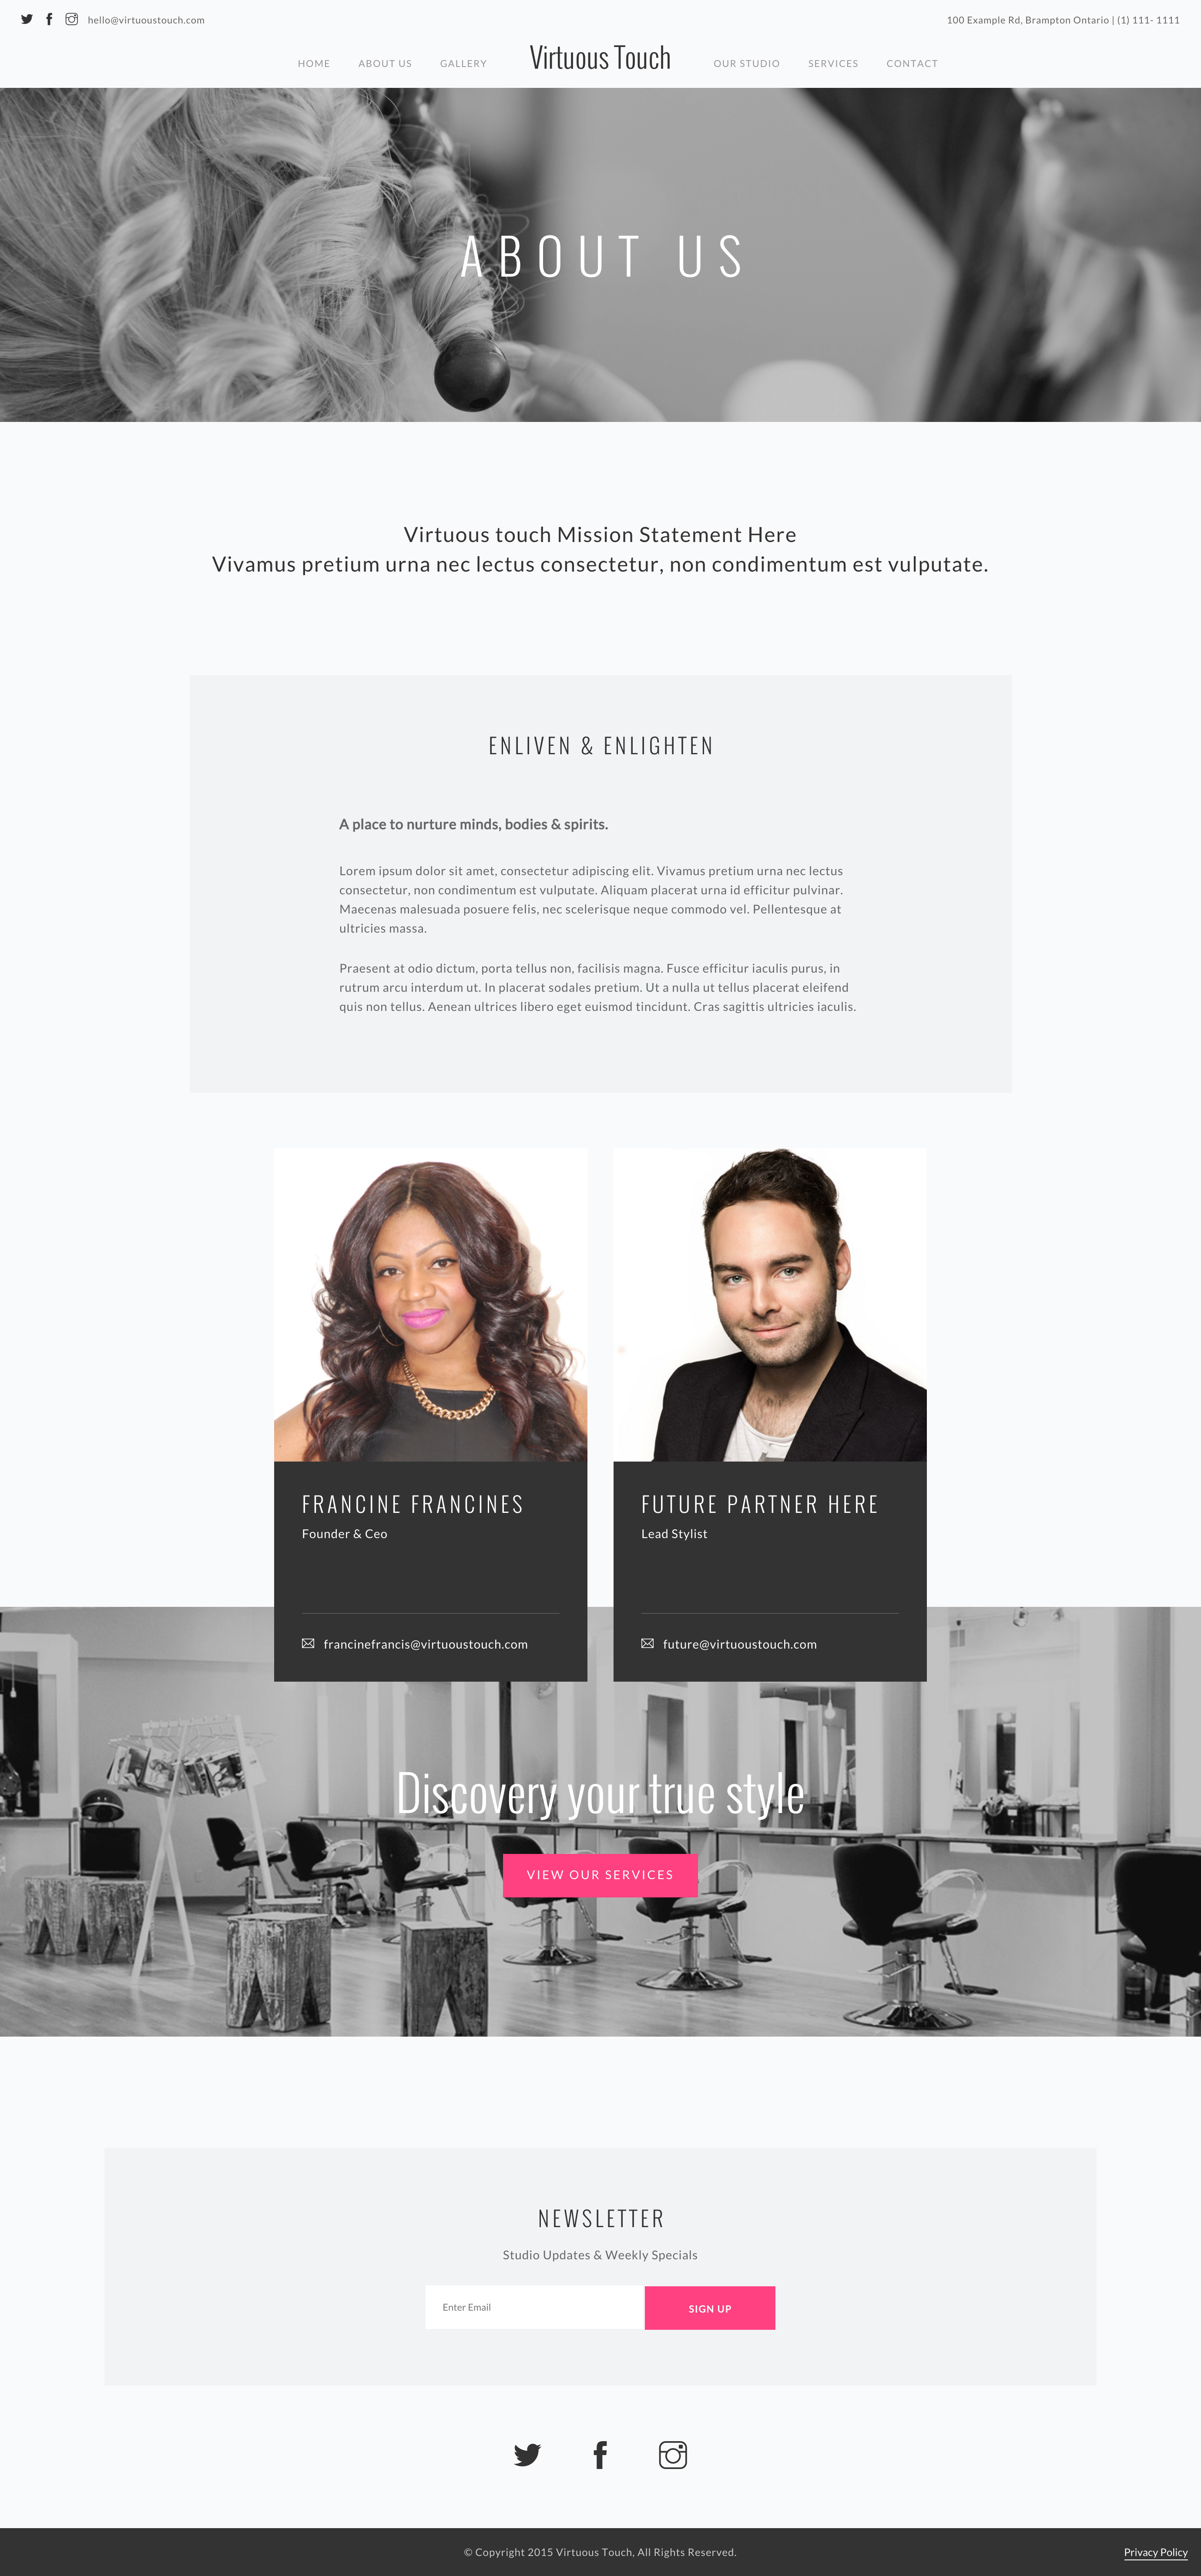 hello@virtuoustouch.com
100 Example Rd, Brampton Ontario | (1) 111- 1111
HOME ABOUT US GALLERY Virtuous Touch OUR STUDIO SERVICES CONTACT
ABOUT US
Virtuous touch Mission Statement Here
Vivamus pretium urna nec lectus consectetur, non condimentum est vulputate.
ENLIVEN & ENLIGHTEN
A place to nurture minds, bodies & spirits.
Lorem ipsum dolor sit amet, consectetur adipiscing elit. Vivamus pretium urna nec lectus
consectetur, non condimentum est vulputate. Aliquam placerat urna id efficitur pulvinar.
Maecenas malesuada posuere felis, nec scelerisque neque commodo vel. Pellentesque at
ultricies massa.
Praesent at odio dictum, porta tellus non, facilisis magna. Fusce efficitur iaculis purus, in
rutrum arcu interdum ut. In placerat sodales pretium. Ut a nulla ut tellus placerat eleifend
quis non tellus. Aenean ultrices libero eget euismod tincidunt. Cras sagittis ultricies iaculis.
FRANCINE FRANCINES
Founder & Ceo
francinefrancis@virtuoustouch.com
FUTURE PARTNER HERE
Lead Stylist
future@virtuoustouch.com
Discovery your true style
VIEW OUR SERVICES
NEWSLETTER
Studio Updates & Weekly Specials
Enter Email
SIGN UP
© Copyright 2015 Virtuous Touch, All Rights Reserved.
Privacy Policy